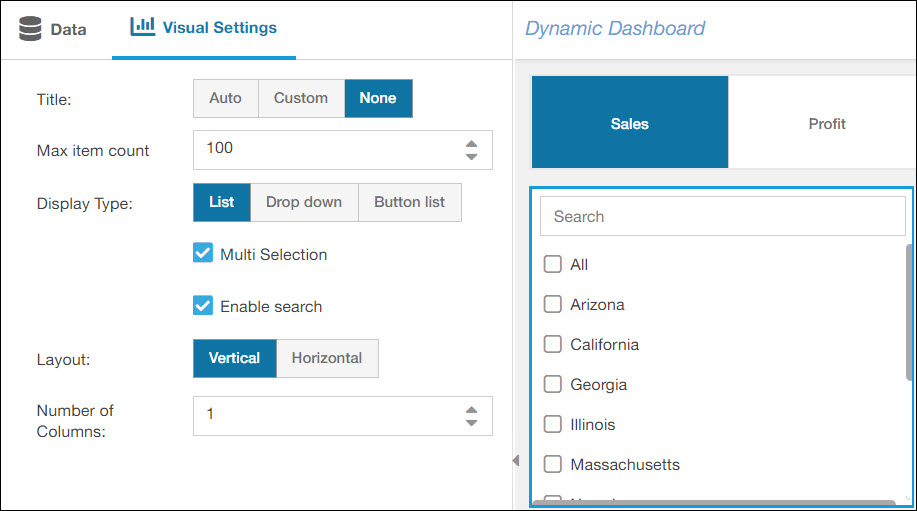 Data
Visual Settings
Title:
Auto
Custom
None
Max item count
100
Display Type:
List
Drop down
Button list
Multi Selection
Enable search
Layout:
Vertical
Horizontal
Number of
Columns:
1
Dynamic Dashboard
Sales
Profit
Search
All
Arizona
California
Georgia
Illinois
Massachusetts